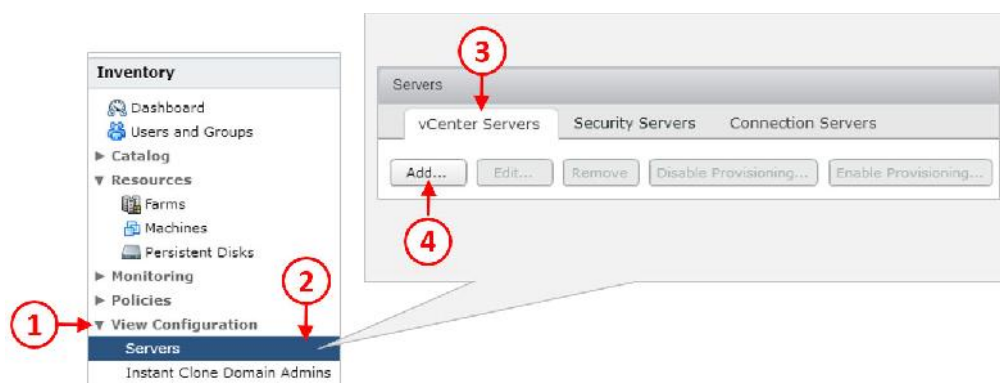 Inventory
Dashboard
Users and Groups
Catalog
Resources
Farms
Machines
Persistent Disks
Monitoring
Policies
1
View Configuration
2
Servers
Instant Clone Domain Admins
3
Servers
vCenter Servers Security Servers Connection Servers
Add... Edit... Remove Disable Provisioning... Enable Provisioning...
4